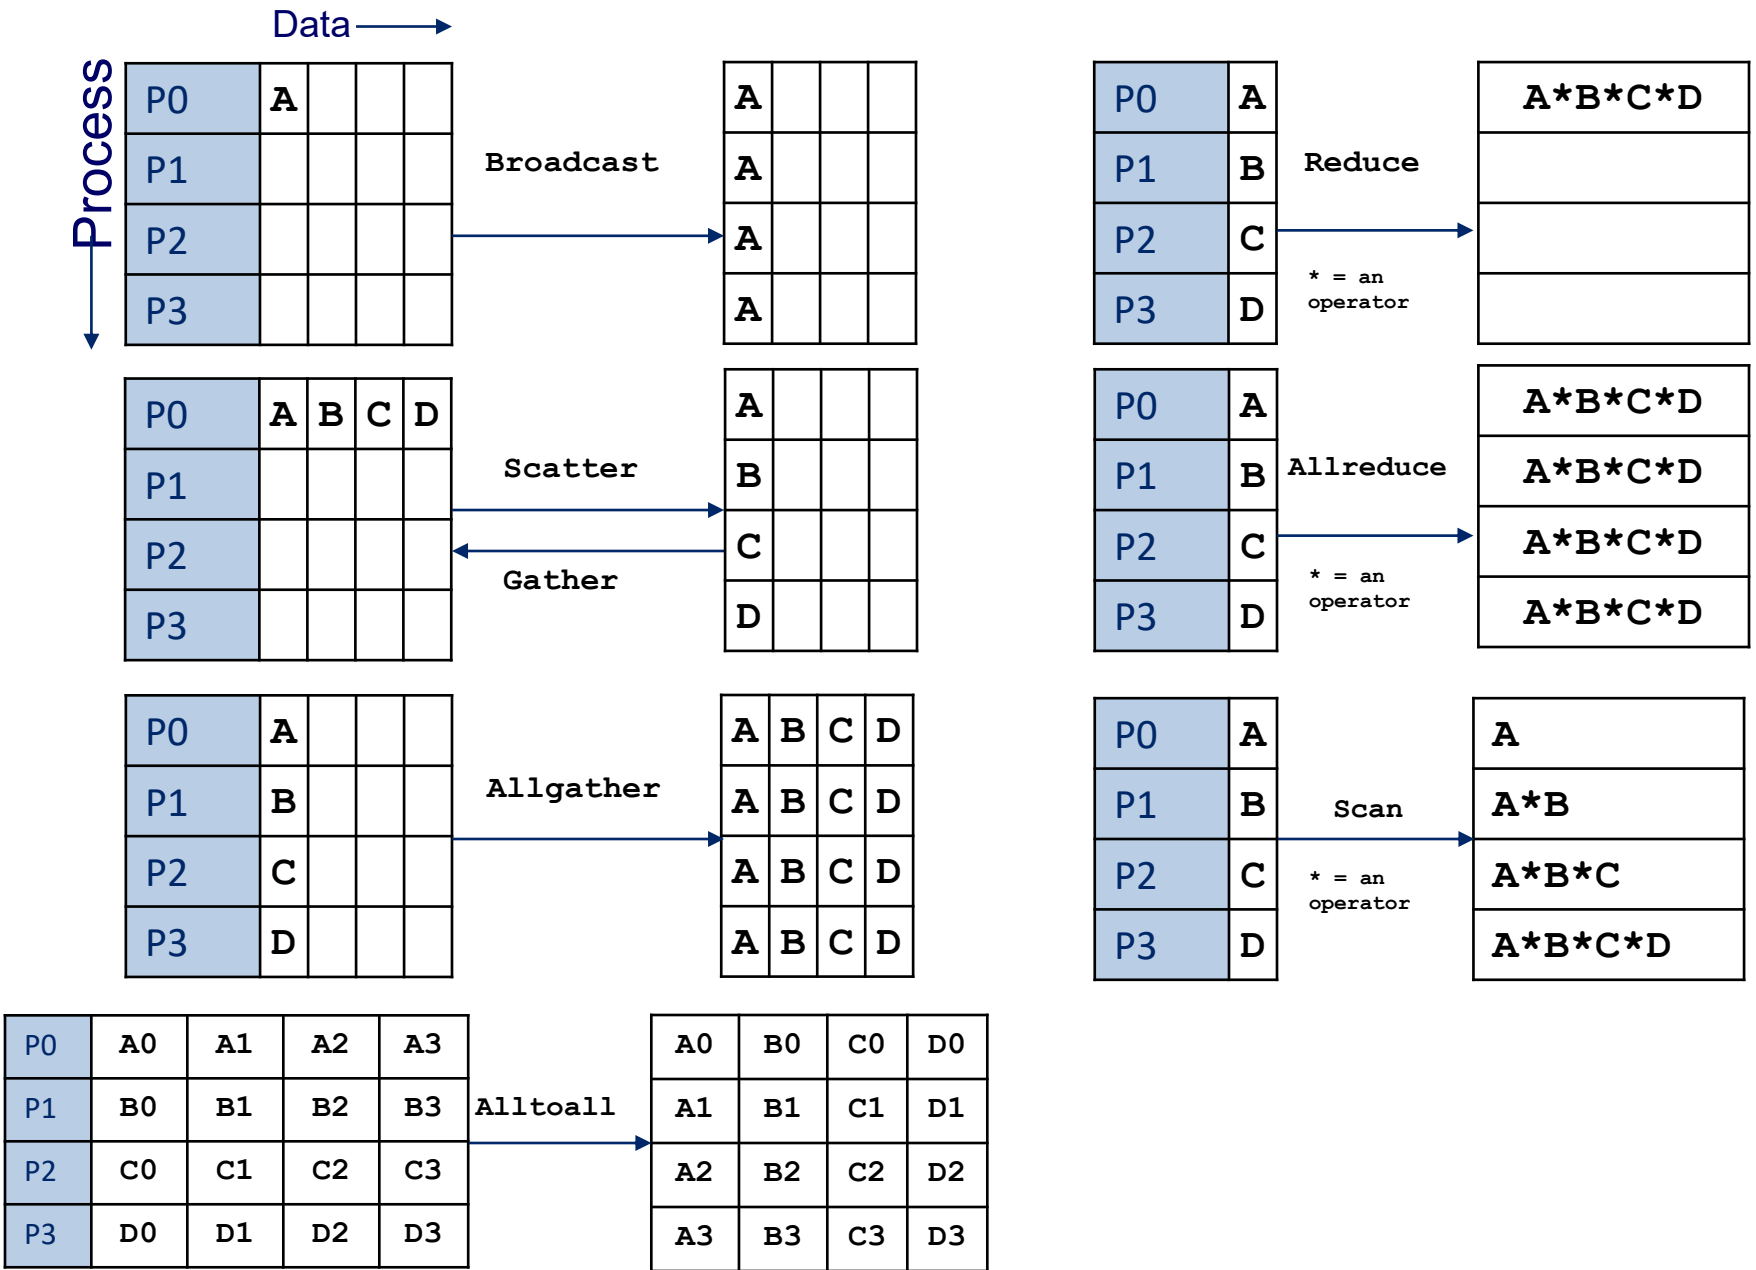 Data
Process
P0 A
P1
P2
P3
Broadcast
A
A
A
A
P0 A
P1 B
P2 C
P3 D
Reduce
* = an
operator
A*B*C*D
P0 A B C D
P1
P2
P3
Scatter
Gather
A
B
C
D
P0 A
P1 B
P2 C
P3 D
Allreduce
* = an
operator
A*B*C*D
A*B*C*D
A*B*C*D
A*B*C*D
P0 A
P1 B
P2 C
P3 D
Allgather
A B C D
A B C D
A B C D
A B C D
P0 A
P1 B
P2 C
P3 D
Scan
* = an
operator
A
A*B
A*B*C
A*B*C*D
P0 A0 A1 A2 A3
P1 B0 B1 B2 B3
P2 C0 C1 C2 C3
P3 D0 D1 D2 D3
Alltoall
A0 B0 C0 D0
A1 B1 C1 D1
A2 B2 C2 D2
A3 B3 C3 D3